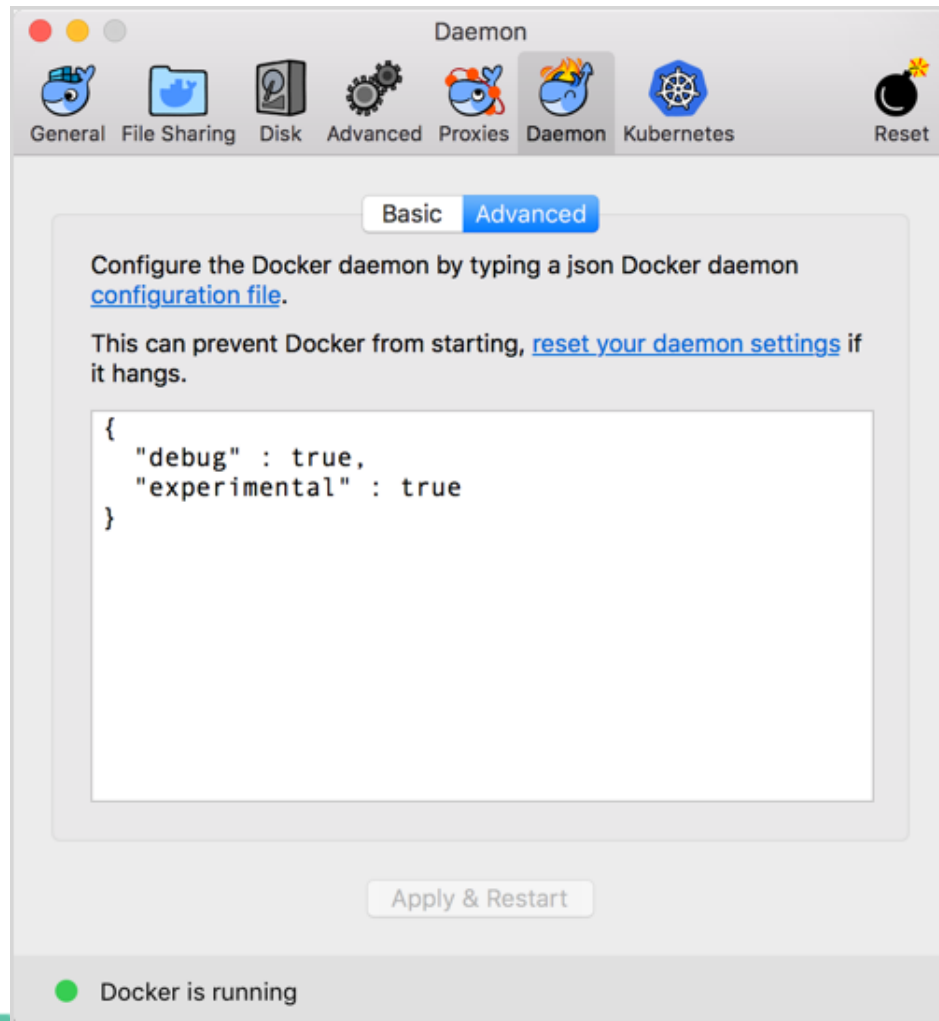 Daemon
General File Sharing Disk Advanced Proxies Daemon Kubernetes Reset
Basic Advanced
Configure the Docker daemon by typing a json Docker daemon
configuration file.
This can prevent Docker from starting, reset your daemon settings if
it hangs.
{
"debug" : true,
"experimental" : true
}
Apply & Restart
Docker is running